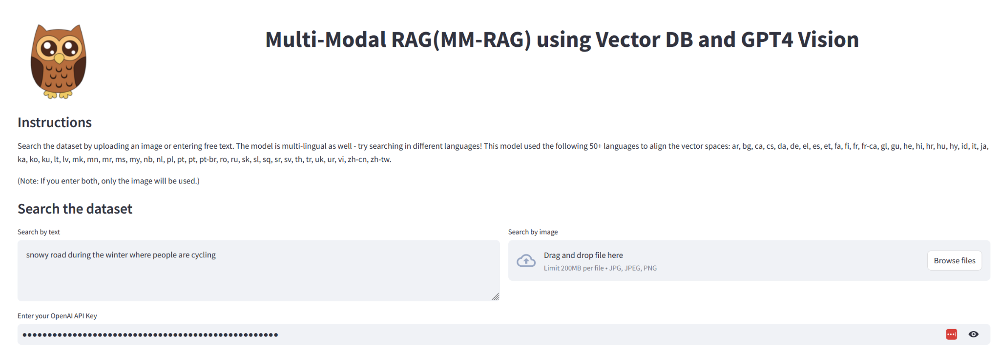 Multi-Modal RAG(MM-RAG) using Vector DB and GPT4 Vision
Instructions
Search the dataset by uploading an image or entering free text. The model is multi-lingual as well - try searching in different languages! This model used the following 50+ languages to align the vector spaces: ar, bg, ca, cs, da, de, el, es, et, fa, fi, fr, fr-ca, gl, gu, he, hi, hr, hu, hy, id, it, ja,
ka, ko, ku, lt, lv, mk, mn, mr, ms, my, nb, nl, pl, pt, pt, pt-br, ro, ru, sk, sl, sq, sr, sv, th, tr, uk, ur, vi, zh-cn, zh-tw.
(Note: If you enter both, only the image will be used.)
Search the dataset
Search by text
snowy road during the winter where people are cycling
Search by image
Drag and drop file here
Limit 200MB per file • JPG, JPEG, PNG
Browse files
Enter your OpenAI API Key